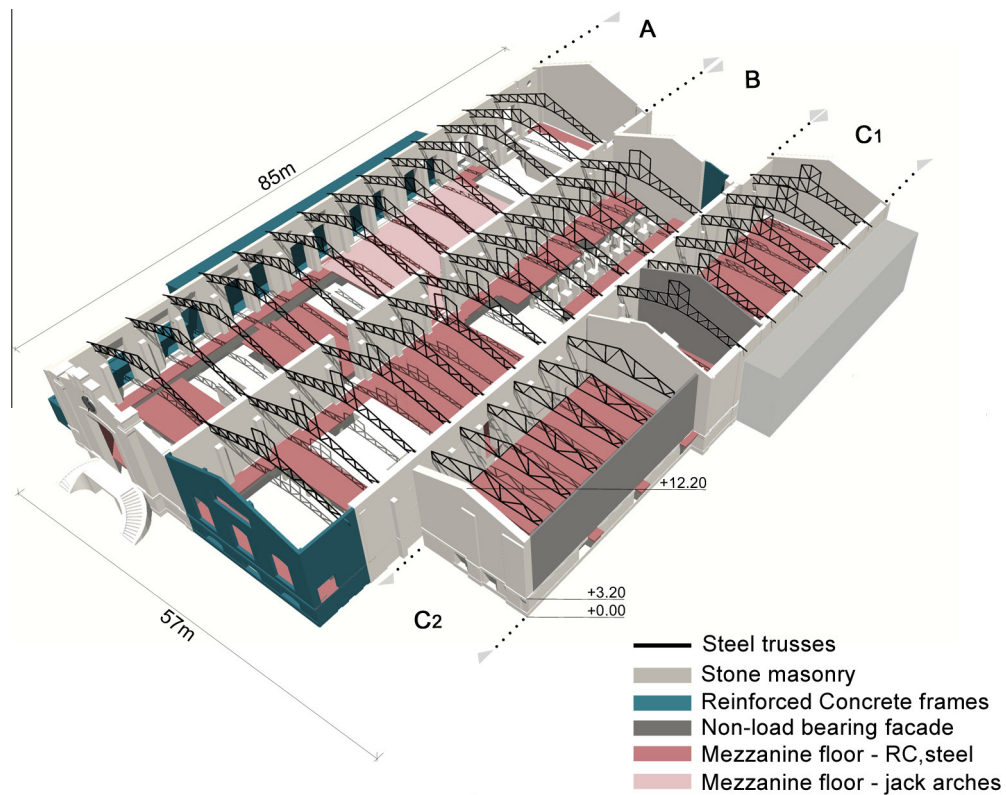 A
B
C1
85m
+12.20
+3.20
+0.00
C2
57m
Steel trusses
Stone masonry
Reinforced Concrete frames
Non-load bearing facade
Mezzanine floor - RC,steel
Mezzanine floor - jack arches